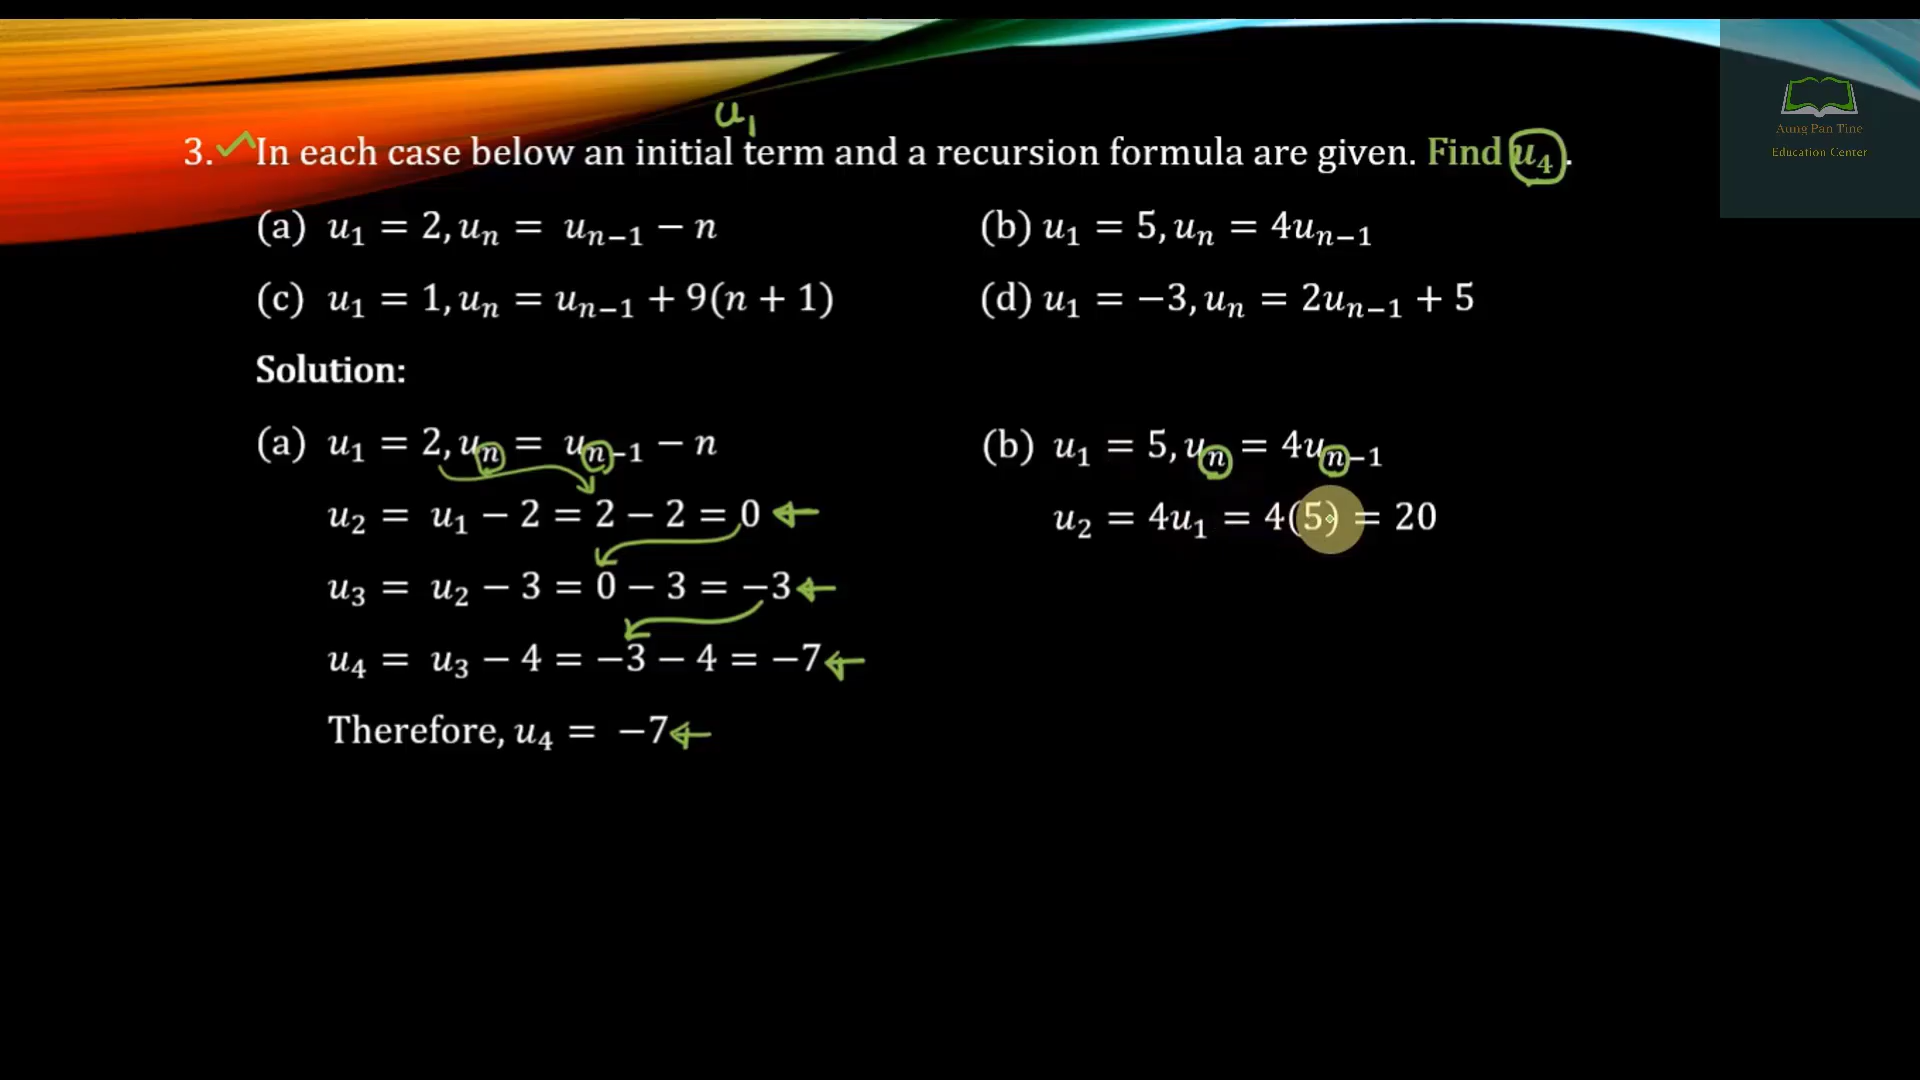 u₁
3. In each case below an initial term and a recursion formula are given. Find u₄.
(a) u₁ = 2, uₙ = uₙ₋₁ − n
(b) u₁ = 5, uₙ = 4uₙ₋₁
(c) u₁ = 1, uₙ = uₙ₋₁ + 9(n + 1)
(d) u₁ = −3, uₙ = 2uₙ₋₁ + 5
Solution:
(a) u₁ = 2, uₙ = uₙ₋₁ − n
u₂ = u₁ − 2 = 2 − 2 = 0
u₃ = u₂ − 3 = 0 − 3 = −3
u₄ = u₃ − 4 = −3 − 4 = −7
Therefore, u₄ = −7
(b) u₁ = 5, uₙ = 4uₙ₋₁
u₂ = 4u₁ = 4(5) = 20
Aung Pan Tine
Education Center